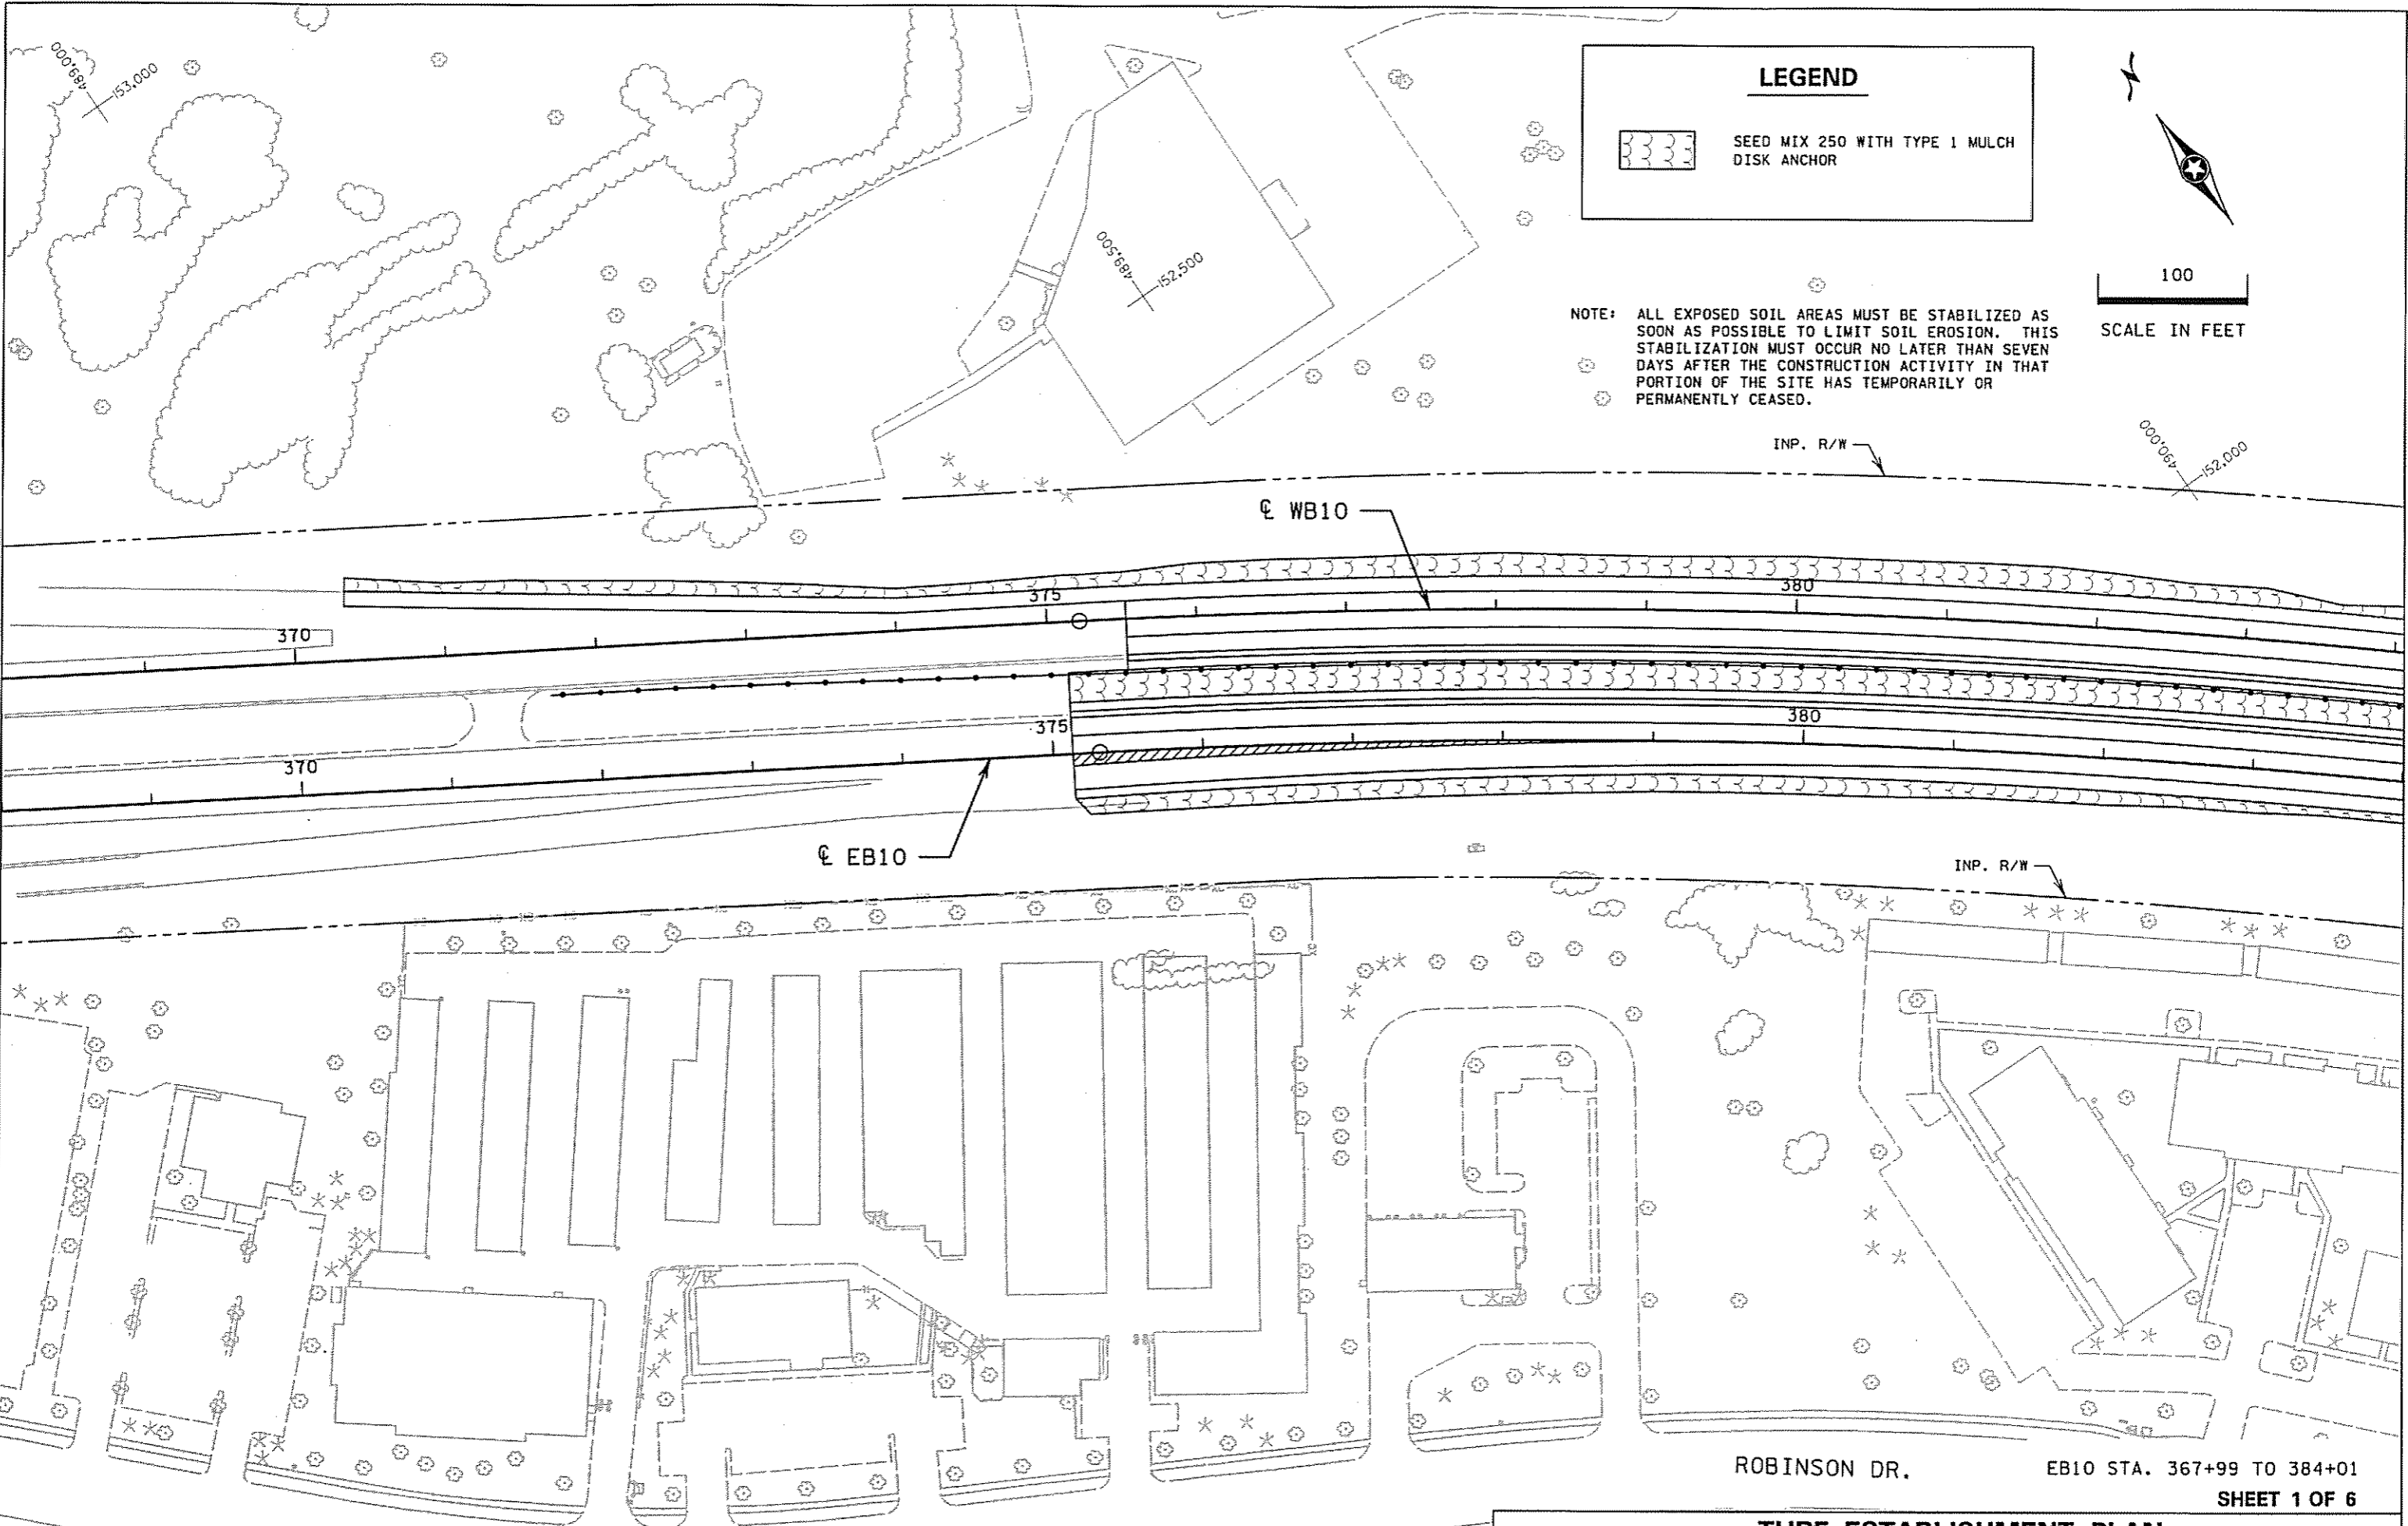 489,000
153,000
LEGEND
SEED MIX 250 WITH TYPE 1 MULCH
DISK ANCHOR
489,500
152,500
100
SCALE IN FEET
NOTE: ALL EXPOSED SOIL AREAS MUST BE STABILIZED AS
SOON AS POSSIBLE TO LIMIT SOIL EROSION. THIS
STABILIZATION MUST OCCUR NO LATER THAN SEVEN
DAYS AFTER THE CONSTRUCTION ACTIVITY IN THAT
PORTION OF THE SITE HAS TEMPORARILY OR
PERMANENTLY CEASED.
INP. R/W
490,000
152,000
℄ WB10
370
375
380
370
375
380
℄ EB10
INP. R/W
ROBINSON DR.
EB10 STA. 367+99 TO 384+01
SHEET 1 OF 6
TURF ESTABLISHMENT PLAN